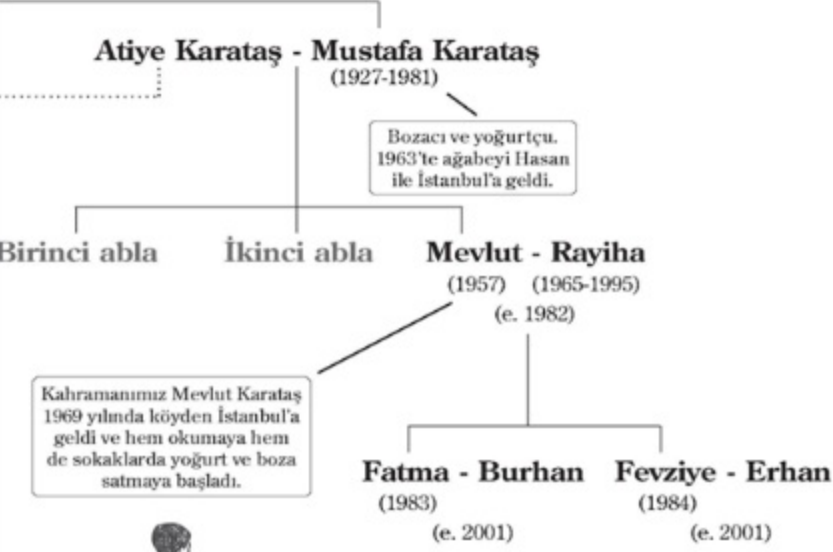 Atiye Karataş - Mustafa Karataş
(1927-1981)
Bozacı ve yoğurtçu.
1963'te ağabeyi Hasan
ile İstanbul'a geldi.
Birinci abla
İkinci abla
Mevlut - Rayiha
(1957) (1965-1995)
(e. 1982)
Kahramanımız Mevlut Karataş
1969 yılında köyden İstanbul'a
geldi ve hem okumaya hem
de sokaklarda yoğurt ve boza
satmaya başladı.
Fatma - Burhan
(1983)
(e. 2001)
Fevziye - Erhan
(1984)
(e. 2001)